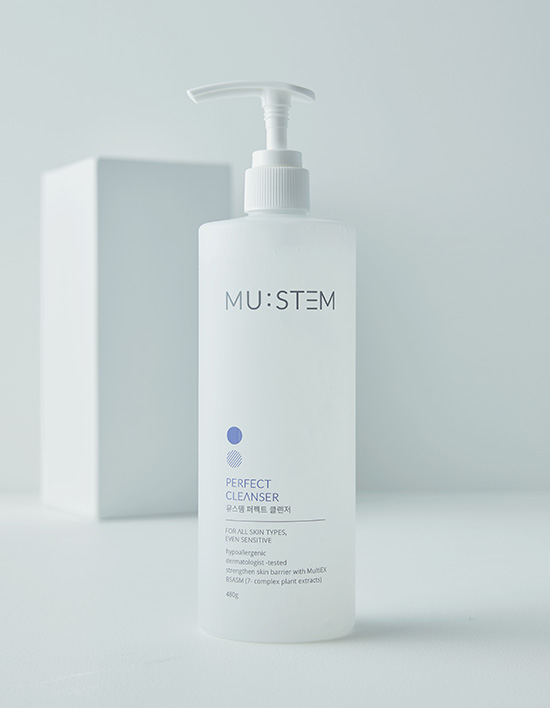 MU:STEM
PERFECT
CLEANSER
뮤스템 퍼펙트 클렌저
FOR ALL SKIN TYPES,
EVEN SENSITIVE
hypoallergenic
dermatologist -tested
strengthen skin barrier with MultiEX
BSASM (7- complex plant extracts)
480g